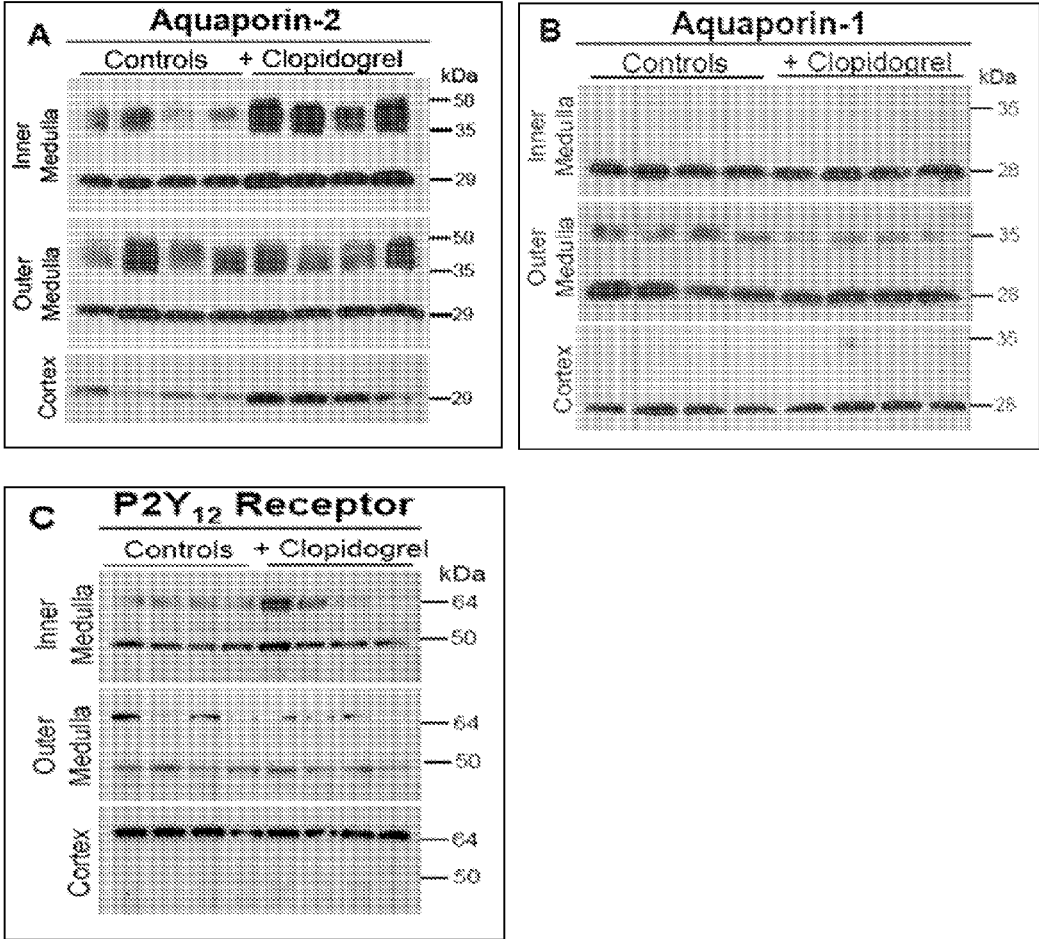 A
Aquaporin-2
Controls + Clopidogrel
kDa
Inner Medulla
50
35
29
Outer Medulla
50
35
29
Cortex
29
B
Aquaporin-1
Controls + Clopidogrel
kDa
Inner Medulla
35
28
Outer Medulla
35
28
Cortex
35
28
C
P2Y₁₂ Receptor
Controls + Clopidogrel
kDa
Inner Medulla
64
50
Outer Medulla
64
50
Cortex
64
50